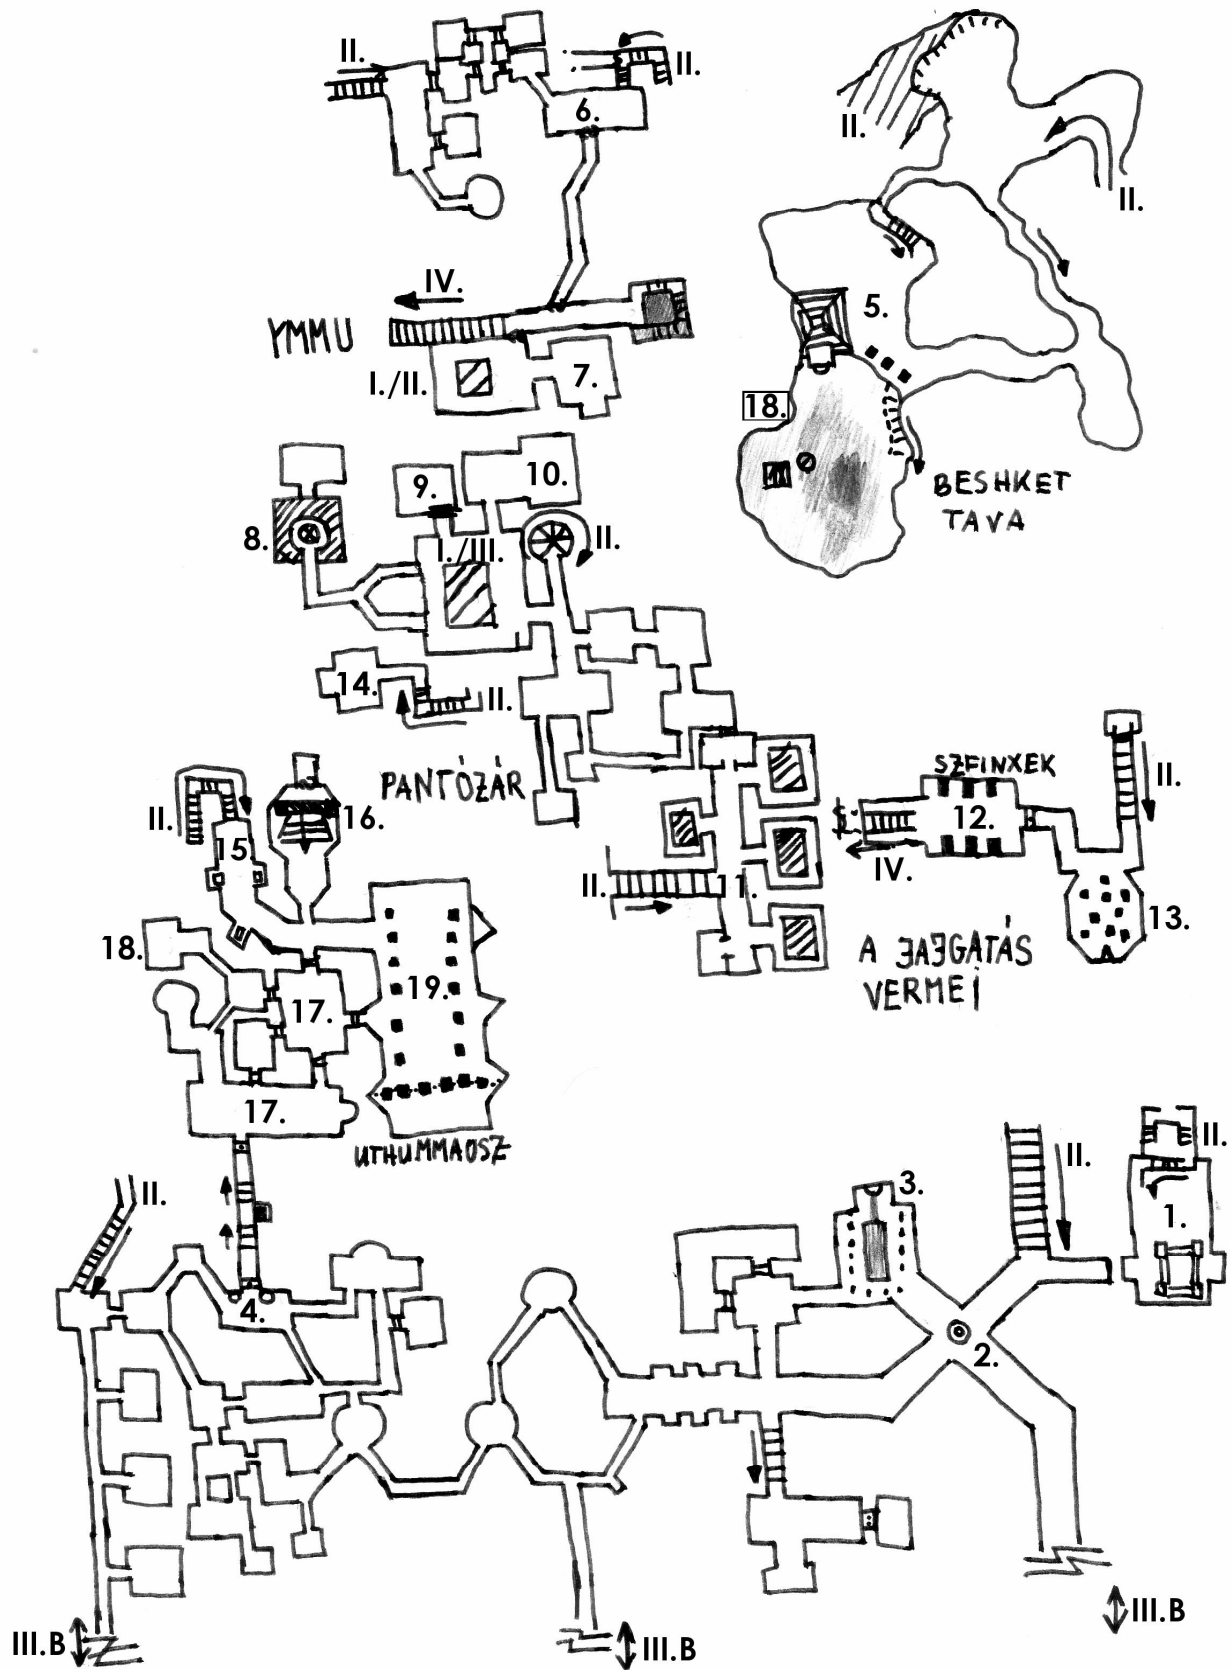 II.
II.
6.
II.
II.
IV.
YMMU
5.
I./II.
7.
18.
10.
9.
BESHKET
TAVA
8.
I./III.
II.
14.
II.
PANTÓZÁR
SZFINXEK
II.
II.
16.
12.
15.
IV.
II.
11.
13.
18.
19.
17.
A JAJGATÁS
VERMEI
17.
UTHUMMAOSZ
II.
II.
II.
3.
1.
4.
2.
III.B
III.B
III.B